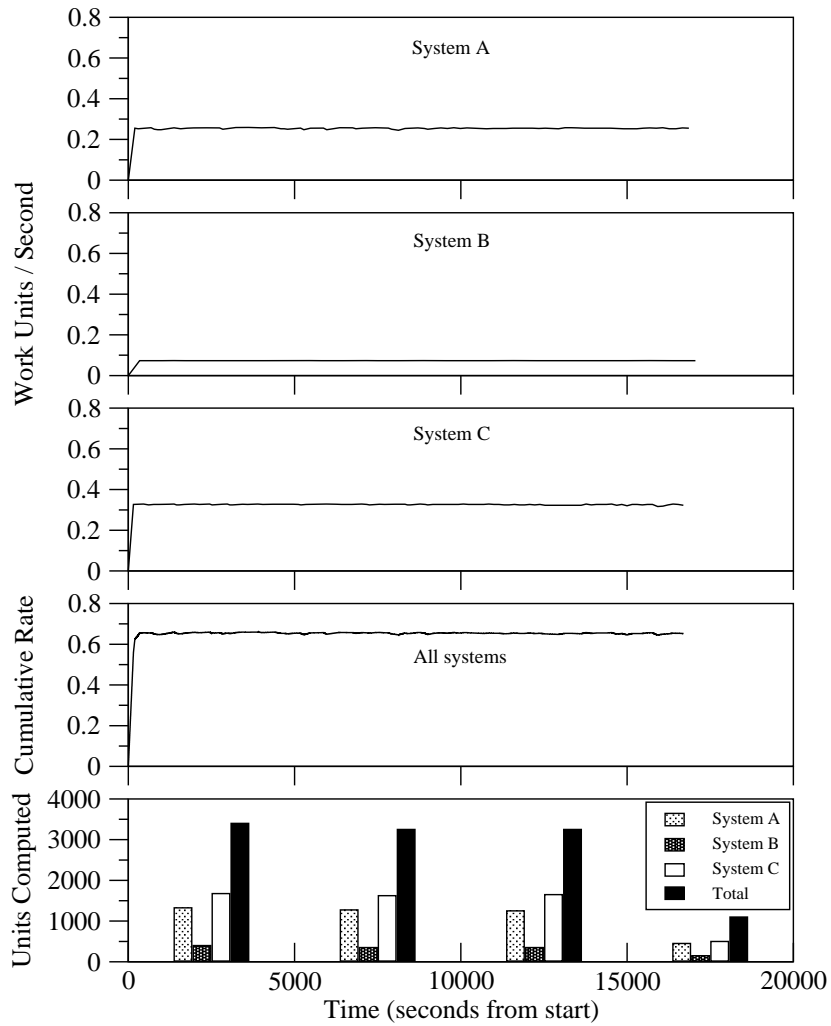 0.8
System A
0.6
0.4
0.2
0
0.8
System B
0.6
0.4
0.2
0
Work Units / Second
0.8
System C
0.6
0.4
0.2
0
0.8
0.6
All systems
0.4
0.2
0
Cumulative Rate
4000
3000
2000
1000
0
Units Computed
System A
System B
System C
Total
0 5000 10000 15000 20000
Time (seconds from start)